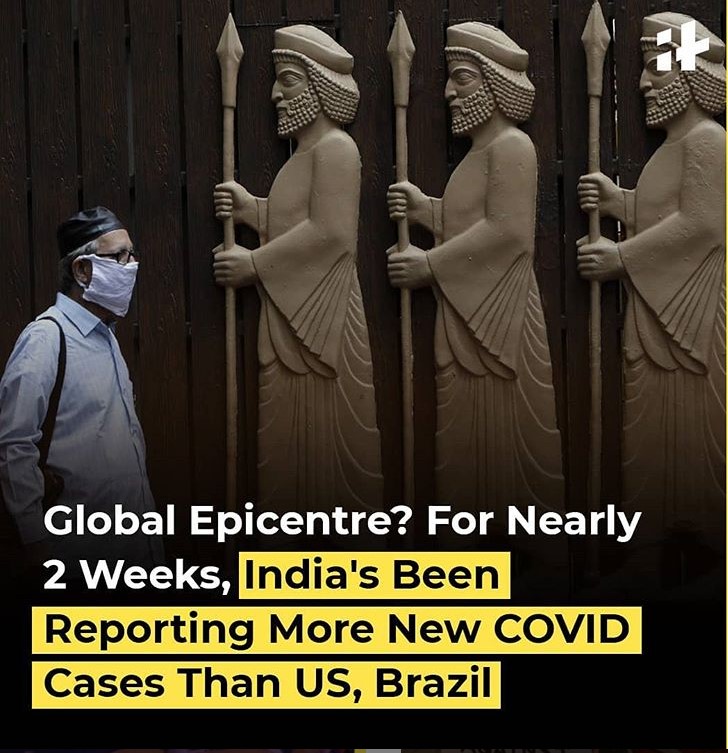 Global Epicentre? For Nearly
2 Weeks, India's Been
Reporting More New COVID
Cases Than US, Brazil